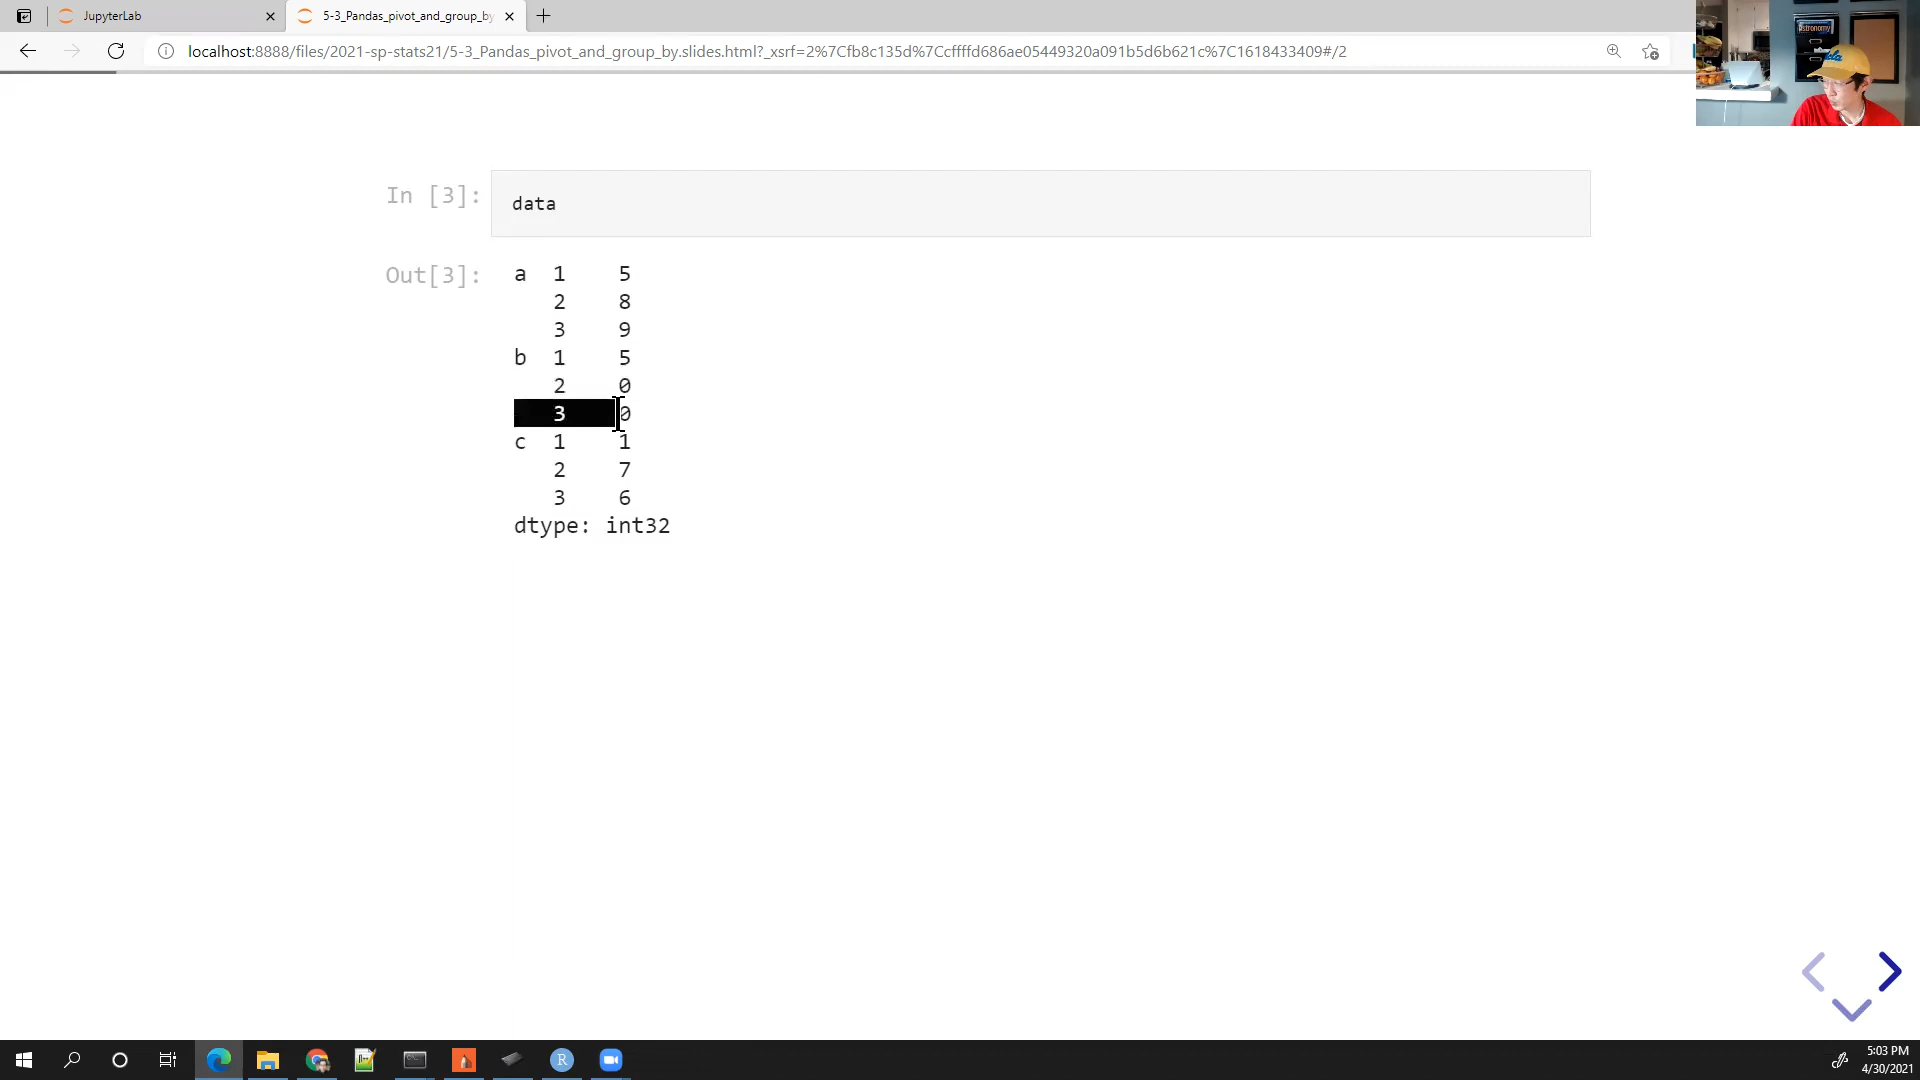 JupyterLab
5-3_Pandas_pivot_and_group_by
localhost:8888/files/2021-sp-stats21/5-3_Pandas_pivot_and_group_by.slides.html?_xsrf=2%7Cfb8c135d%7Ccffffd686ae05449320a091b5d6b621c%7C1618433409#/2
Astronomy
In [3]:
data
Out[3]:
a 1 5
2 8
3 9
b 1 5
2 0
3 0
c 1 1
2 7
3 6
dtype: int32
R
5:03 PM
4/30/2021